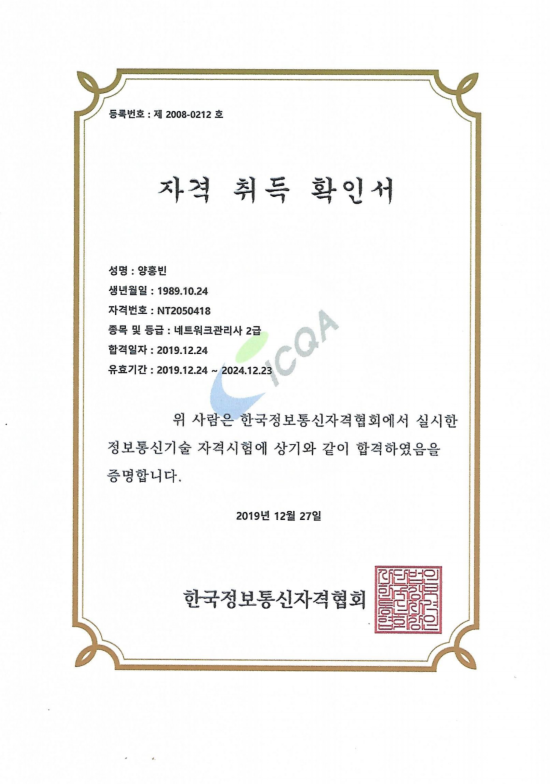 등록번호 : 제 2008-0212 호
자격 취득 확인서
성명 : 양흥빈
생년월일 : 1989.10.24
자격번호 : NT2050418
종목 및 등급 : 네트워크관리사 2급
합격일자 : 2019.12.24
유효기간 : 2019.12.24 ~ 2024.12.23
ICQA
위 사람은 한국정보통신자격협회에서 실시한
정보통신기술 자격시험에 상기와 같이 합격하였음을
증명합니다.
2019년 12월 27일
한국정보통신자격협회